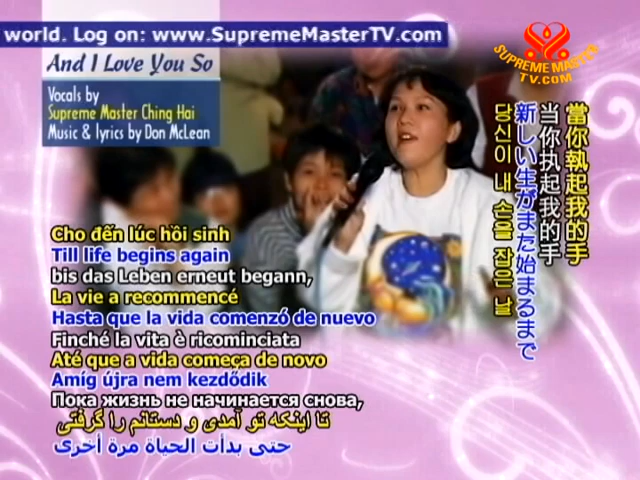 world. Log on: www.SupremeMasterTV.com
SUPREME MASTER
TV.COM
And I Love You So
Vocals by
Supreme Master Ching Hai
Music & lyrics by Don McLean
當你執起我的手
当你执起我的手
新しい生がまた始まるまで
당신이 내 손을 잡은 날
Cho đến lúc hồi sinh
Till life begins again
bis das Leben erneut begann,
La vie a recommencé
Hasta que la vida comenzó de nuevo
Finché la vita è ricominciata
Até que a vida começa de novo
Amíg újra nem kezdődik
Пока жизнь не начинается снова,
تا اینکه تو آمدی و دستانم را گرفتی
حتى بدأت الحياة مرة أخرى